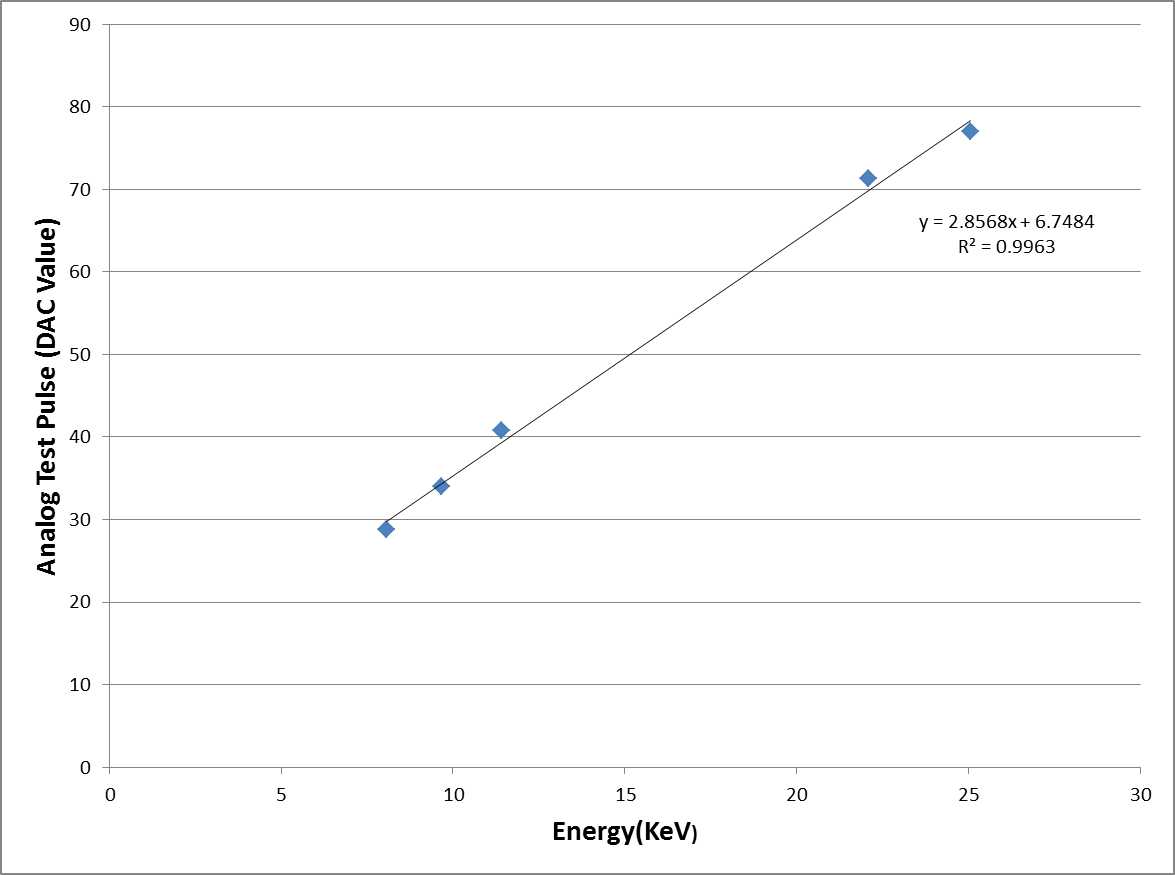 90
80
70
60
50
40
30
20
10
0
Analog Test Pulse (DAC Value)
y = 2.8568x + 6.7484
R² = 0.9963
0 5 10 15 20 25 30
Energy(KeV)